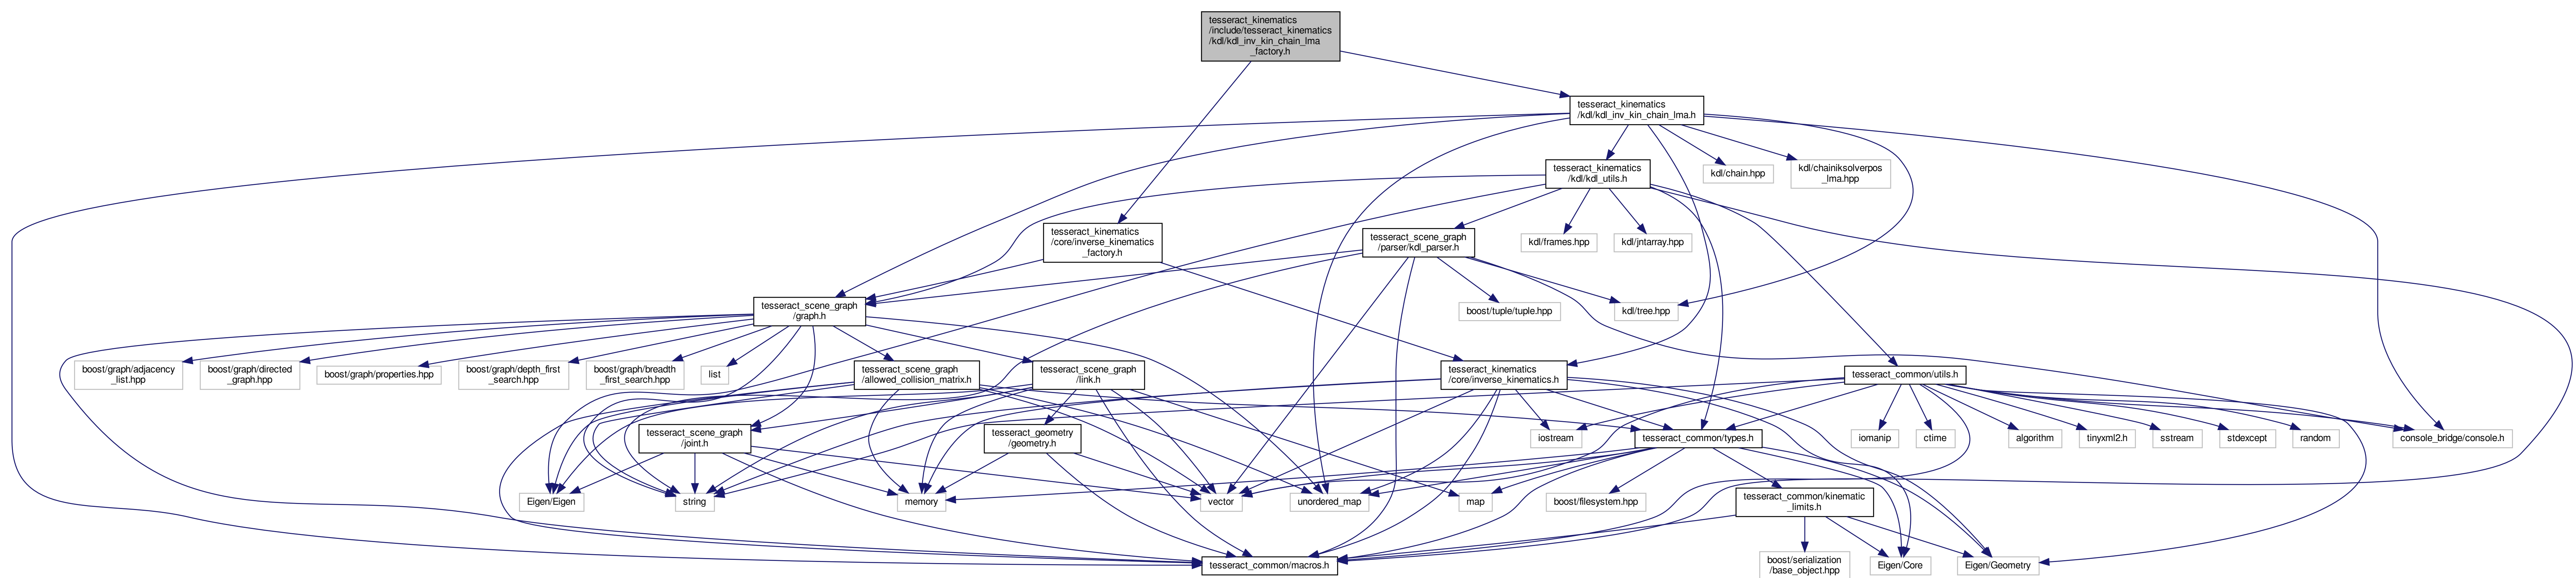 tesseract_kinematics
/include/tesseract_kinematics
/kdl/kdl_inv_kin_chain_lma
_factory.h
tesseract_kinematics
/kdl/kdl_inv_kin_chain_lma.h
tesseract_kinematics
/kdl/kdl_utils.h
kdl/chain.hpp
kdl/chainiksolverpos
_lma.hpp
tesseract_kinematics
/core/inverse_kinematics
_factory.h
tesseract_scene_graph
/parser/kdl_parser.h
kdl/frames.hpp
kdl/jntarray.hpp
tesseract_scene_graph
/graph.h
boost/tuple/tuple.hpp
kdl/tree.hpp
boost/graph/adjacency
_list.hpp
boost/graph/directed
_graph.hpp
boost/graph/properties.hpp
boost/graph/depth_first
_search.hpp
boost/graph/breadth
_first_search.hpp
list
tesseract_scene_graph
/allowed_collision_matrix.h
tesseract_scene_graph
/link.h
tesseract_kinematics
/core/inverse_kinematics.h
tesseract_common/utils.h
tesseract_scene_graph
/joint.h
tesseract_geometry
/geometry.h
iostream
tesseract_common/types.h
iomanip
ctime
algorithm
tinyxml2.h
sstream
stdexcept
random
console_bridge/console.h
Eigen/Eigen
string
memory
vector
unordered_map
map
boost/filesystem.hpp
tesseract_common/kinematic
_limits.h
tesseract_common/macros.h
boost/serialization
/base_object.hpp
Eigen/Core
Eigen/Geometry